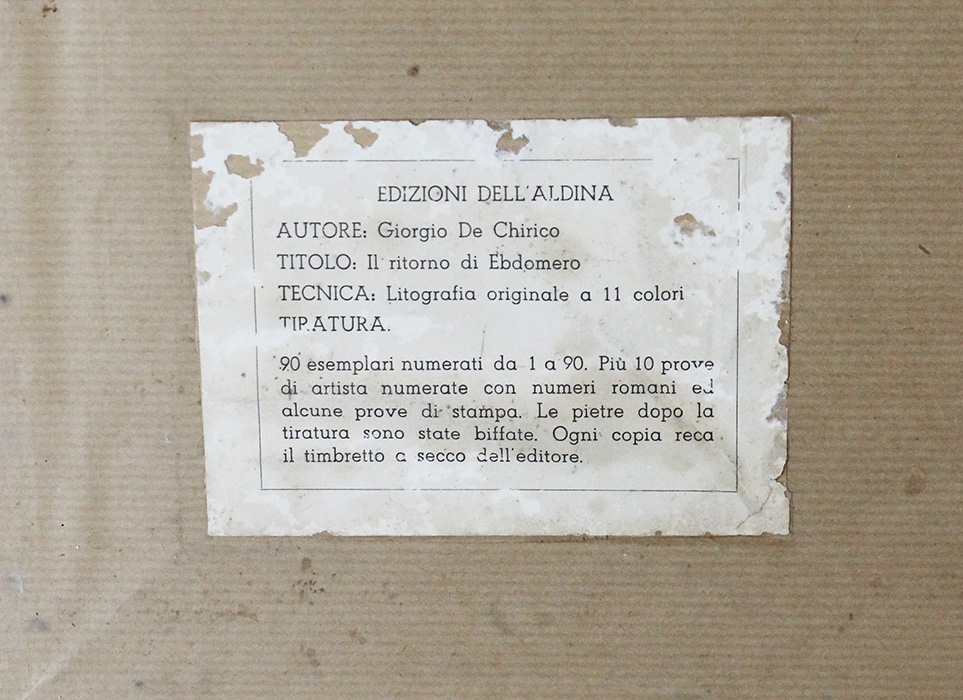 EDIZIONI DELL'ALDINA
AUTORE: Giorgio De Chirico
TITOLO: Il ritorno di Ebdomero
TECNICA: Litografia originale a 11 colori
TIRATURA.
90 esemplari numerati da 1 a 90. Più 10 prove
di artista numerate con numeri romani ed
alcune prove di stampa. Le pietre dopo la
tiratura sono state biffate. Ogni copia reca
il timbretto a secco dell'editore.